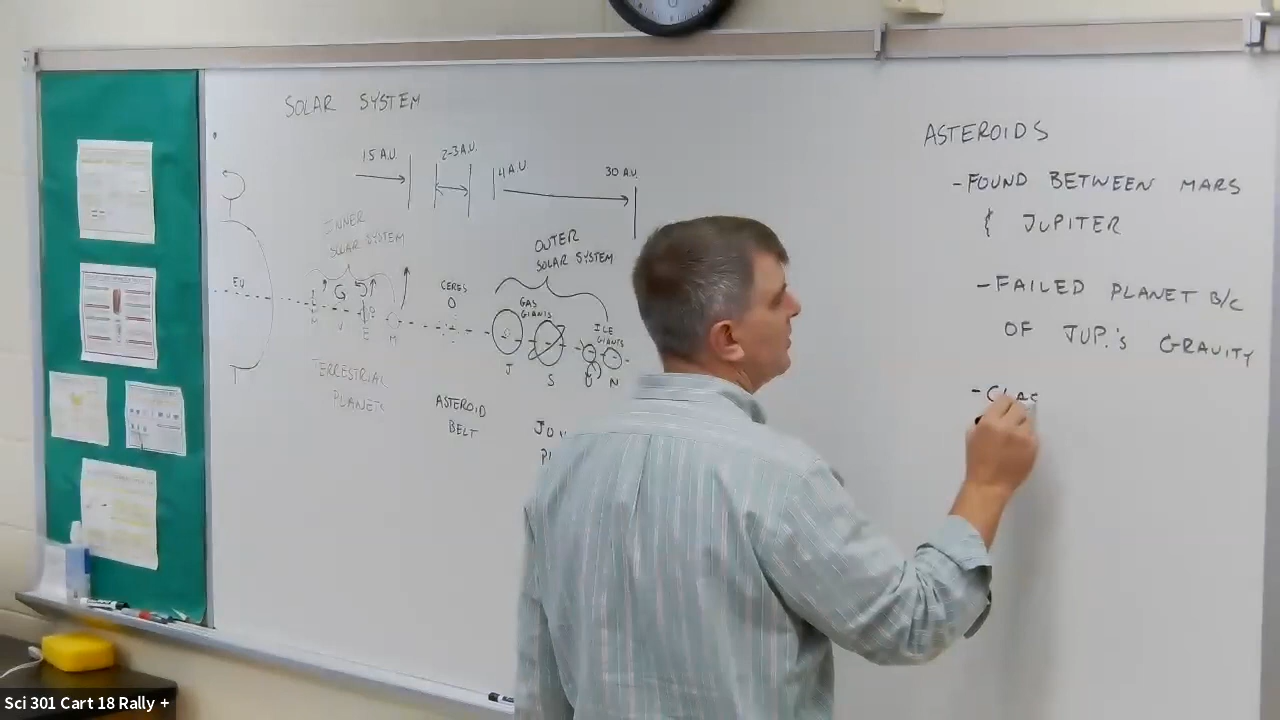 SOLAR SYSTEM
1.5 A.U.
2-3 A.U.
4 A.U
30 A.U.
INNER
SOLAR SYSTEM
OUTER
SOLAR SYSTEM
CERES
GAS
GIANTS
ICE
GIANTS
M V E M
J S U N
TERRESTRIAL
PLANETS
ASTEROID
BELT
ASTEROIDS
-FOUND BETWEEN MARS
& JUPITER
-FAILED PLANET B/C
OF JUP.'S GRAVITY
-CLAS
Sci 301 Cart 18 Rally +